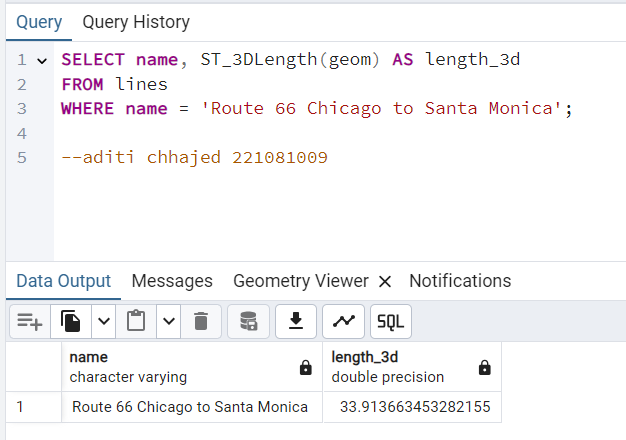 Query Query History
1 SELECT name, ST_3DLength(geom) AS length_3d
2 FROM lines
3 WHERE name = 'Route 66 Chicago to Santa Monica';
4
5 --aditi chhajed 221081009
Data Output Messages Geometry Viewer × Notifications
SQL
name length_3d
character varying double precision
1 Route 66 Chicago to Santa Monica 33.913663453282155